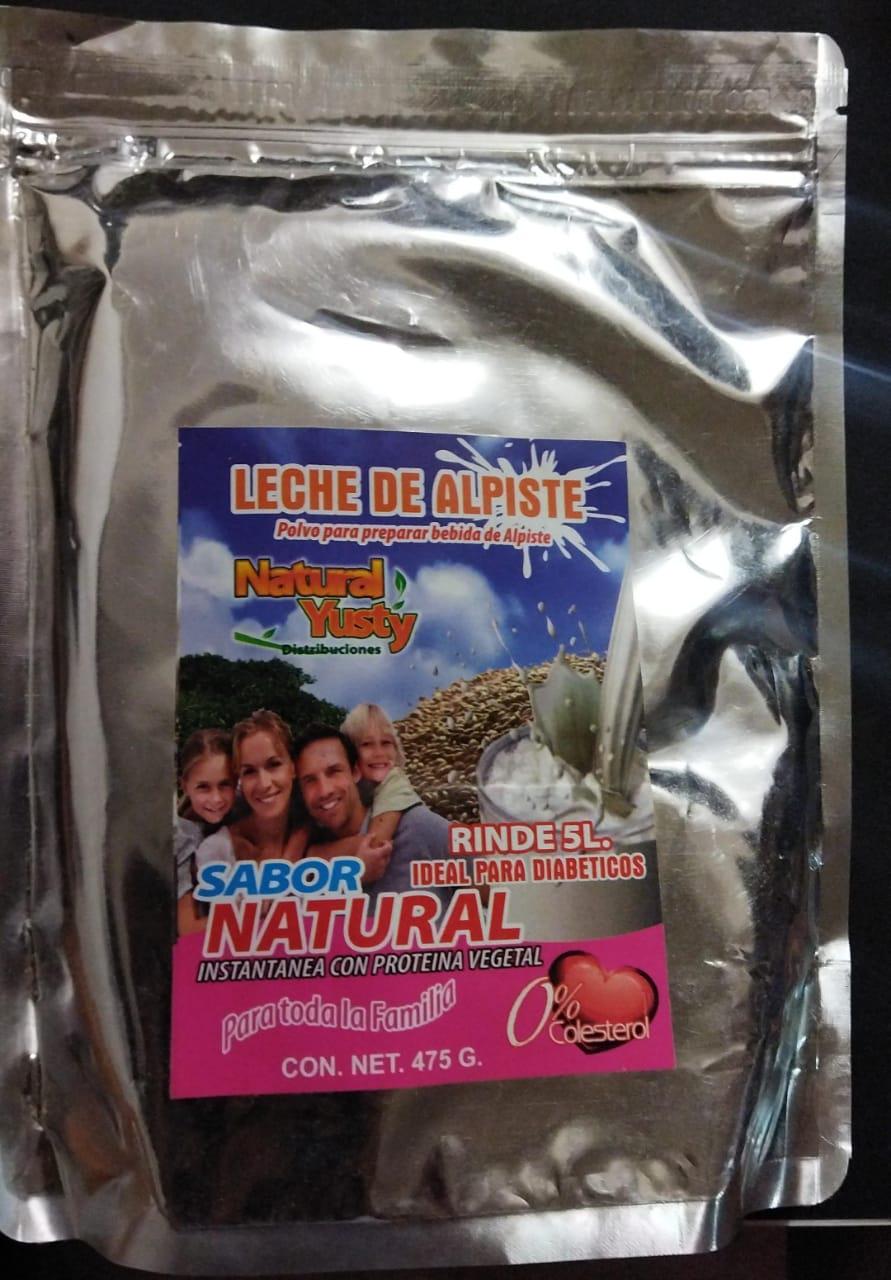 LECHE DE ALPISTE
Polvo para preparar bebida de Alpiste
Natural
Yusty
Distribuciones
RINDE 5L.
IDEAL PARA DIABETICOS
SABOR
NATURAL
INSTANTANEA CON PROTEINA VEGETAL
Para toda la Familia
0%
Colesterol
CON. NET. 475 G.